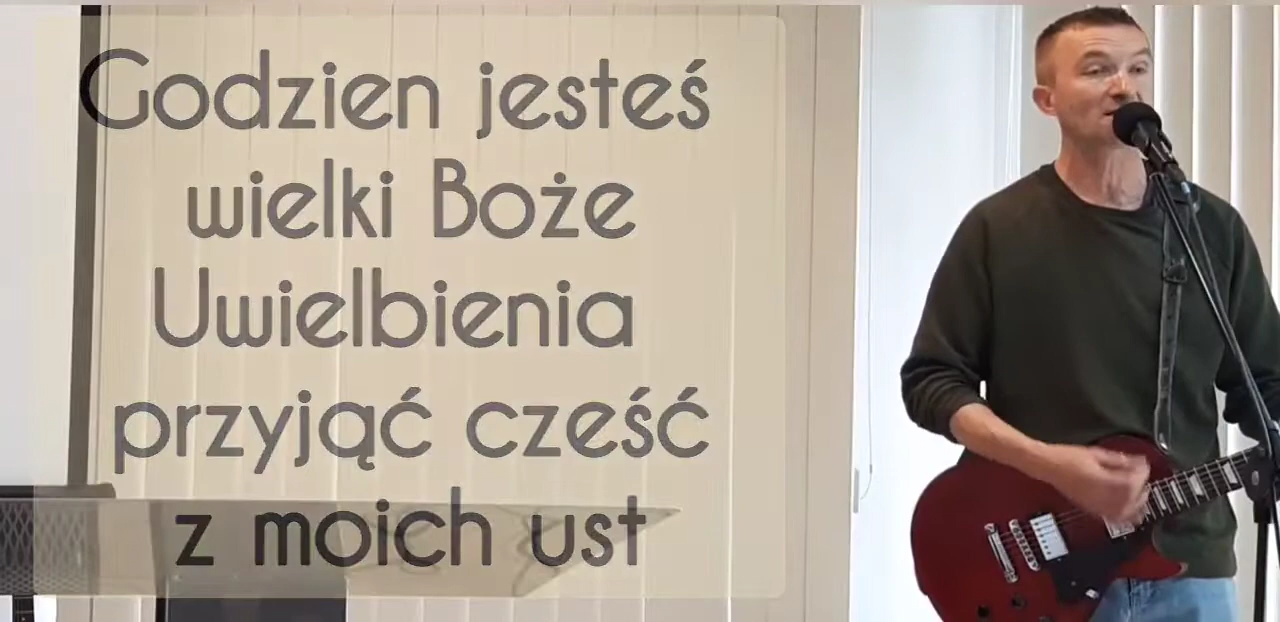 Godzien jesteś
wielki Boże
Uwielbienia
przyjąć cześć
z moich ust